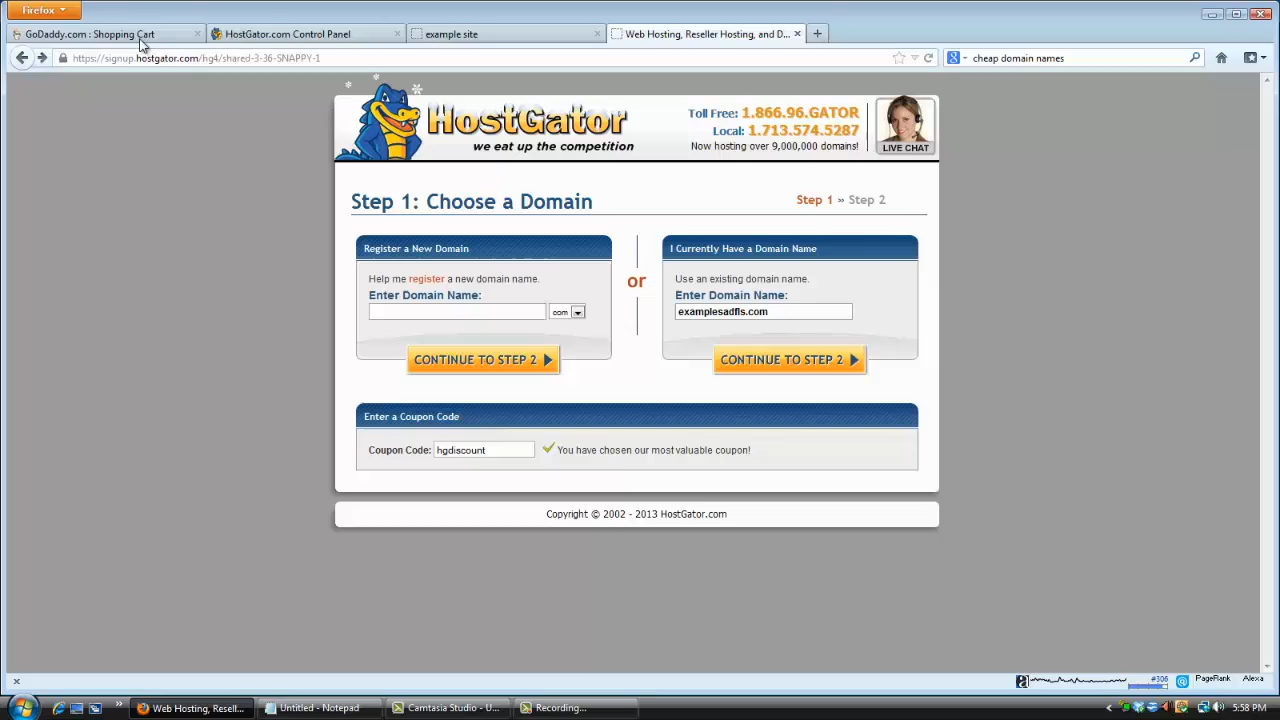 Firefox
GoDaddy.com : Shopping Cart
HostGator.com Control Panel
example site
Web Hosting, Reseller Hosting, and D...
https://signup.hostgator.com/hg4/shared-3-36-SNAPPY-1
cheap domain names
HostGator
we eat up the competition
Toll Free: 1.866.96.GATOR
Local: 1.713.574.5287
Now hosting over 9,000,000 domains!
LIVE CHAT
Step 1: Choose a Domain
Step 1 » Step 2
Register a New Domain
Help me register a new domain name.
Enter Domain Name:
com
CONTINUE TO STEP 2
or
I Currently Have a Domain Name
Use an existing domain name.
Enter Domain Name:
examplesadfls.com
CONTINUE TO STEP 2
Enter a Coupon Code
Coupon Code: hgdiscount You have chosen our most valuable coupon!
Copyright © 2002 - 2013 HostGator.com
#306
PageRank
Alexa
Web Hosting, Resell...
Untitled - Notepad
Camtasia Studio - U...
Recording...
5:58 PM